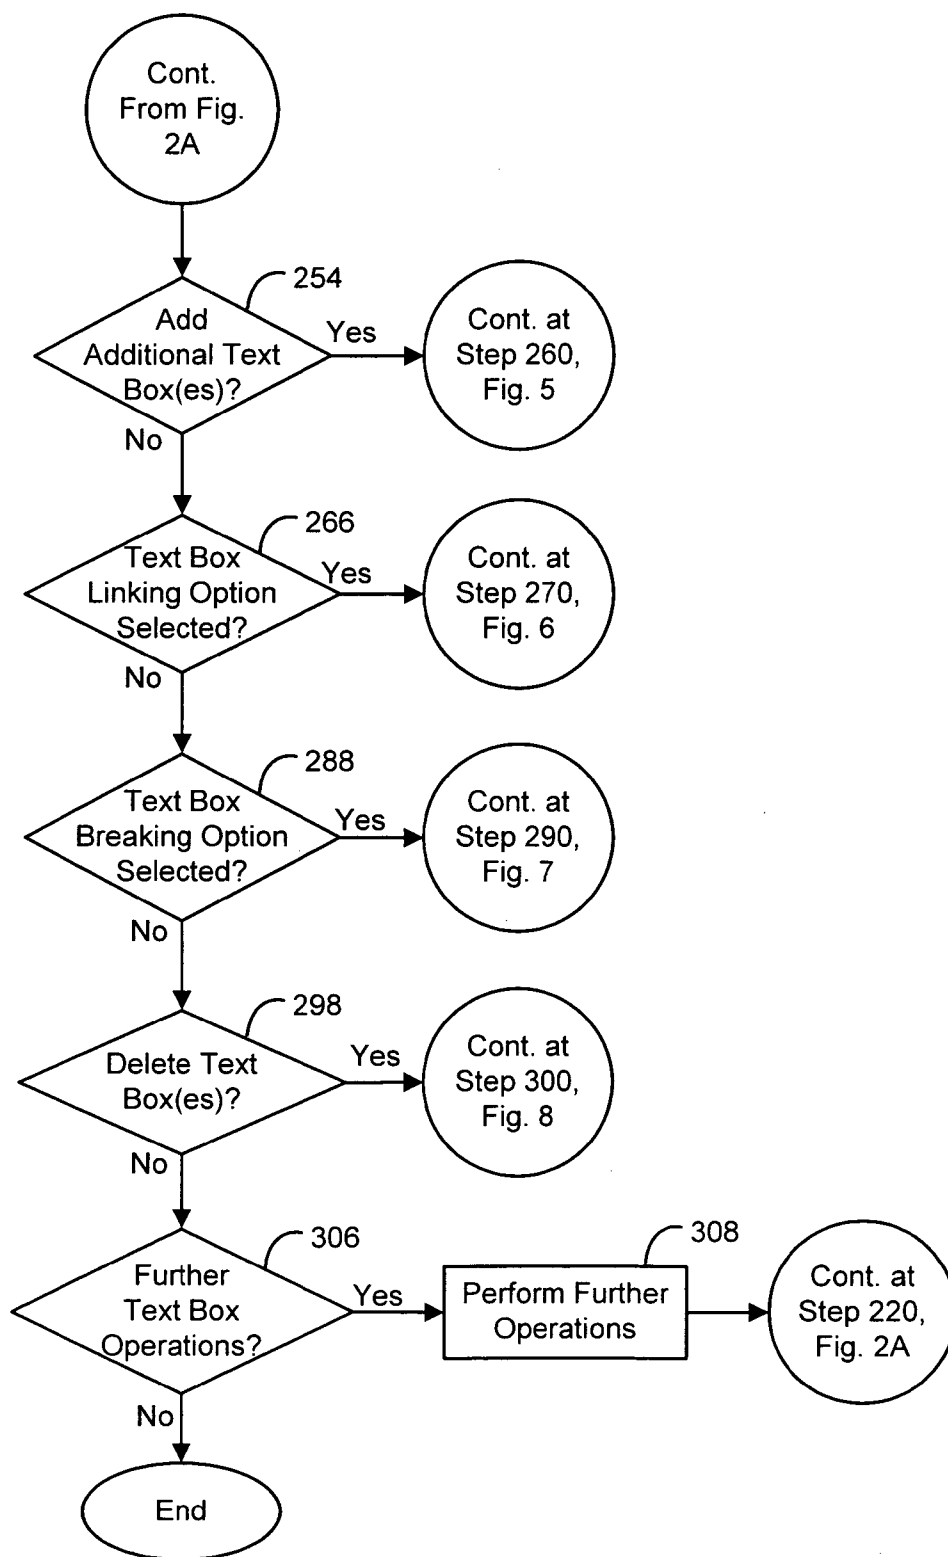 Cont.
From Fig.
2A
254
Add
Additional Text
Box(es)?
Yes
Cont. at
Step 260,
Fig. 5
No
266
Text Box
Linking Option
Selected?
Yes
Cont. at
Step 270,
Fig. 6
No
288
Text Box
Breaking Option
Selected?
Yes
Cont. at
Step 290,
Fig. 7
No
298
Delete Text
Box(es)?
Yes
Cont. at
Step 300,
Fig. 8
No
306
Further
Text Box
Operations?
Yes
308
Perform Further
Operations
Cont. at
Step 220,
Fig. 2A
No
End